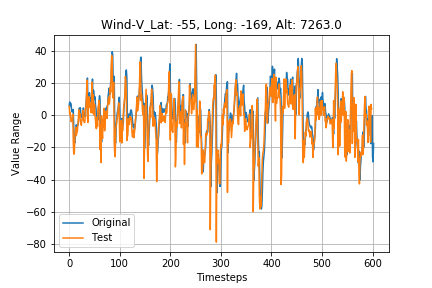 Wind-V_Lat: -55, Long: -169, Alt: 7263.0
Value Range
40
20
0
−20
−40
−60
−80
Original
Test
0 100 200 300 400 500 600
Timesteps